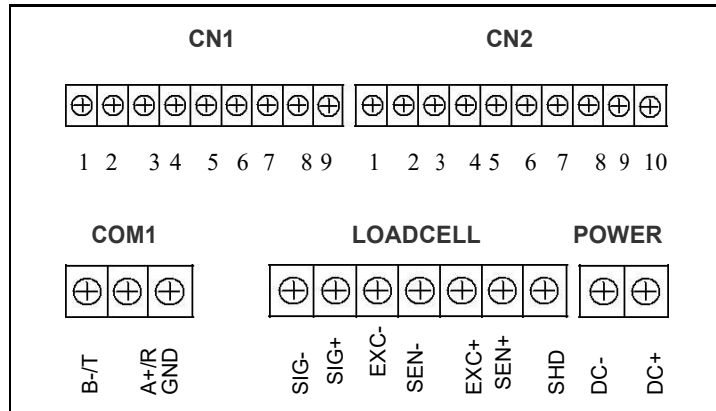 CN1 CN2
1 2 3 4 5 6 7 8 9 1 2 3 4 5 6 7 8 9 10
COM1 LOADCELL POWER
B-/T A+/R GND SIG- SIG+ EXC- SEN- EXC+ SEN+ SHD DC- DC+